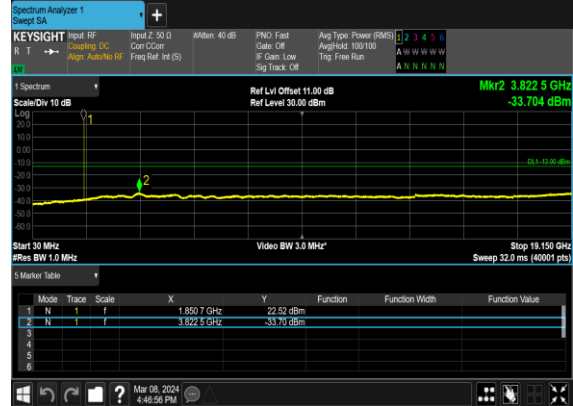 Spectrum Analyzer 1
Swept SA
+
KEYSIGHT Input: RF Input Z: 50 Ω #Atten: 40 dB PNO: Fast Avg Type: Power (RMS) 1 2 3 4 5 6
R T Coupling: DC Corr CCorr Gate: Off Avg|Hold: 100/100 A W W W W W
Align: Auto/No RF Freq Ref: Int (S) IF Gain: Low Trig: Free Run
LM Sig Track: Off A N N N N N
1 Spectrum Ref Lvl Offset 11.00 dB Mkr2 3.822 5 GHz
Scale/Div 10 dB Ref Level 30.00 dBm -33.704 dBm
Log
20.0
10.0
0.00
-10.0
-20.0
-30.0
-40.0
-50.0
-60.0
1
2
DL1 -13.00 dBm
Start 30 MHz Video BW 3.0 MHz* Stop 19.150 GHz
#Res BW 1.0 MHz Sweep 32.0 ms (40001 pts)
5 Marker Table
Mode Trace Scale X Y Function Function Width Function Value
1 N 1 f 1.850 7 GHz 22.52 dBm
2 N 1 f 3.822 5 GHz -33.70 dBm
3
4
5
6
? Mar 08, 2024
4:46:56 PM